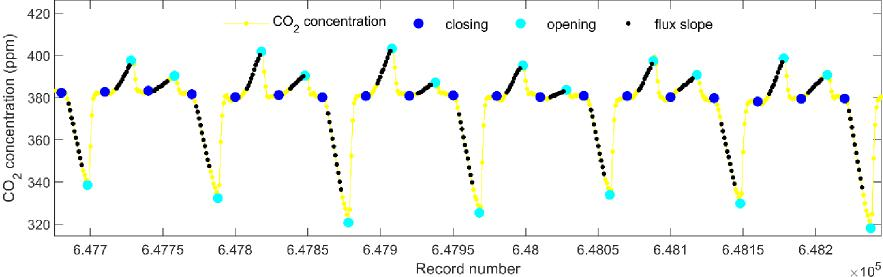 CO2 concentration closing opening flux slope
420
400
380
360
340
320
CO2 concentration (ppm)
6.477 6.4775 6.478 6.4785 6.479 6.4795 6.48 6.4805 6.481 6.4815 6.482
Record number
×10^5